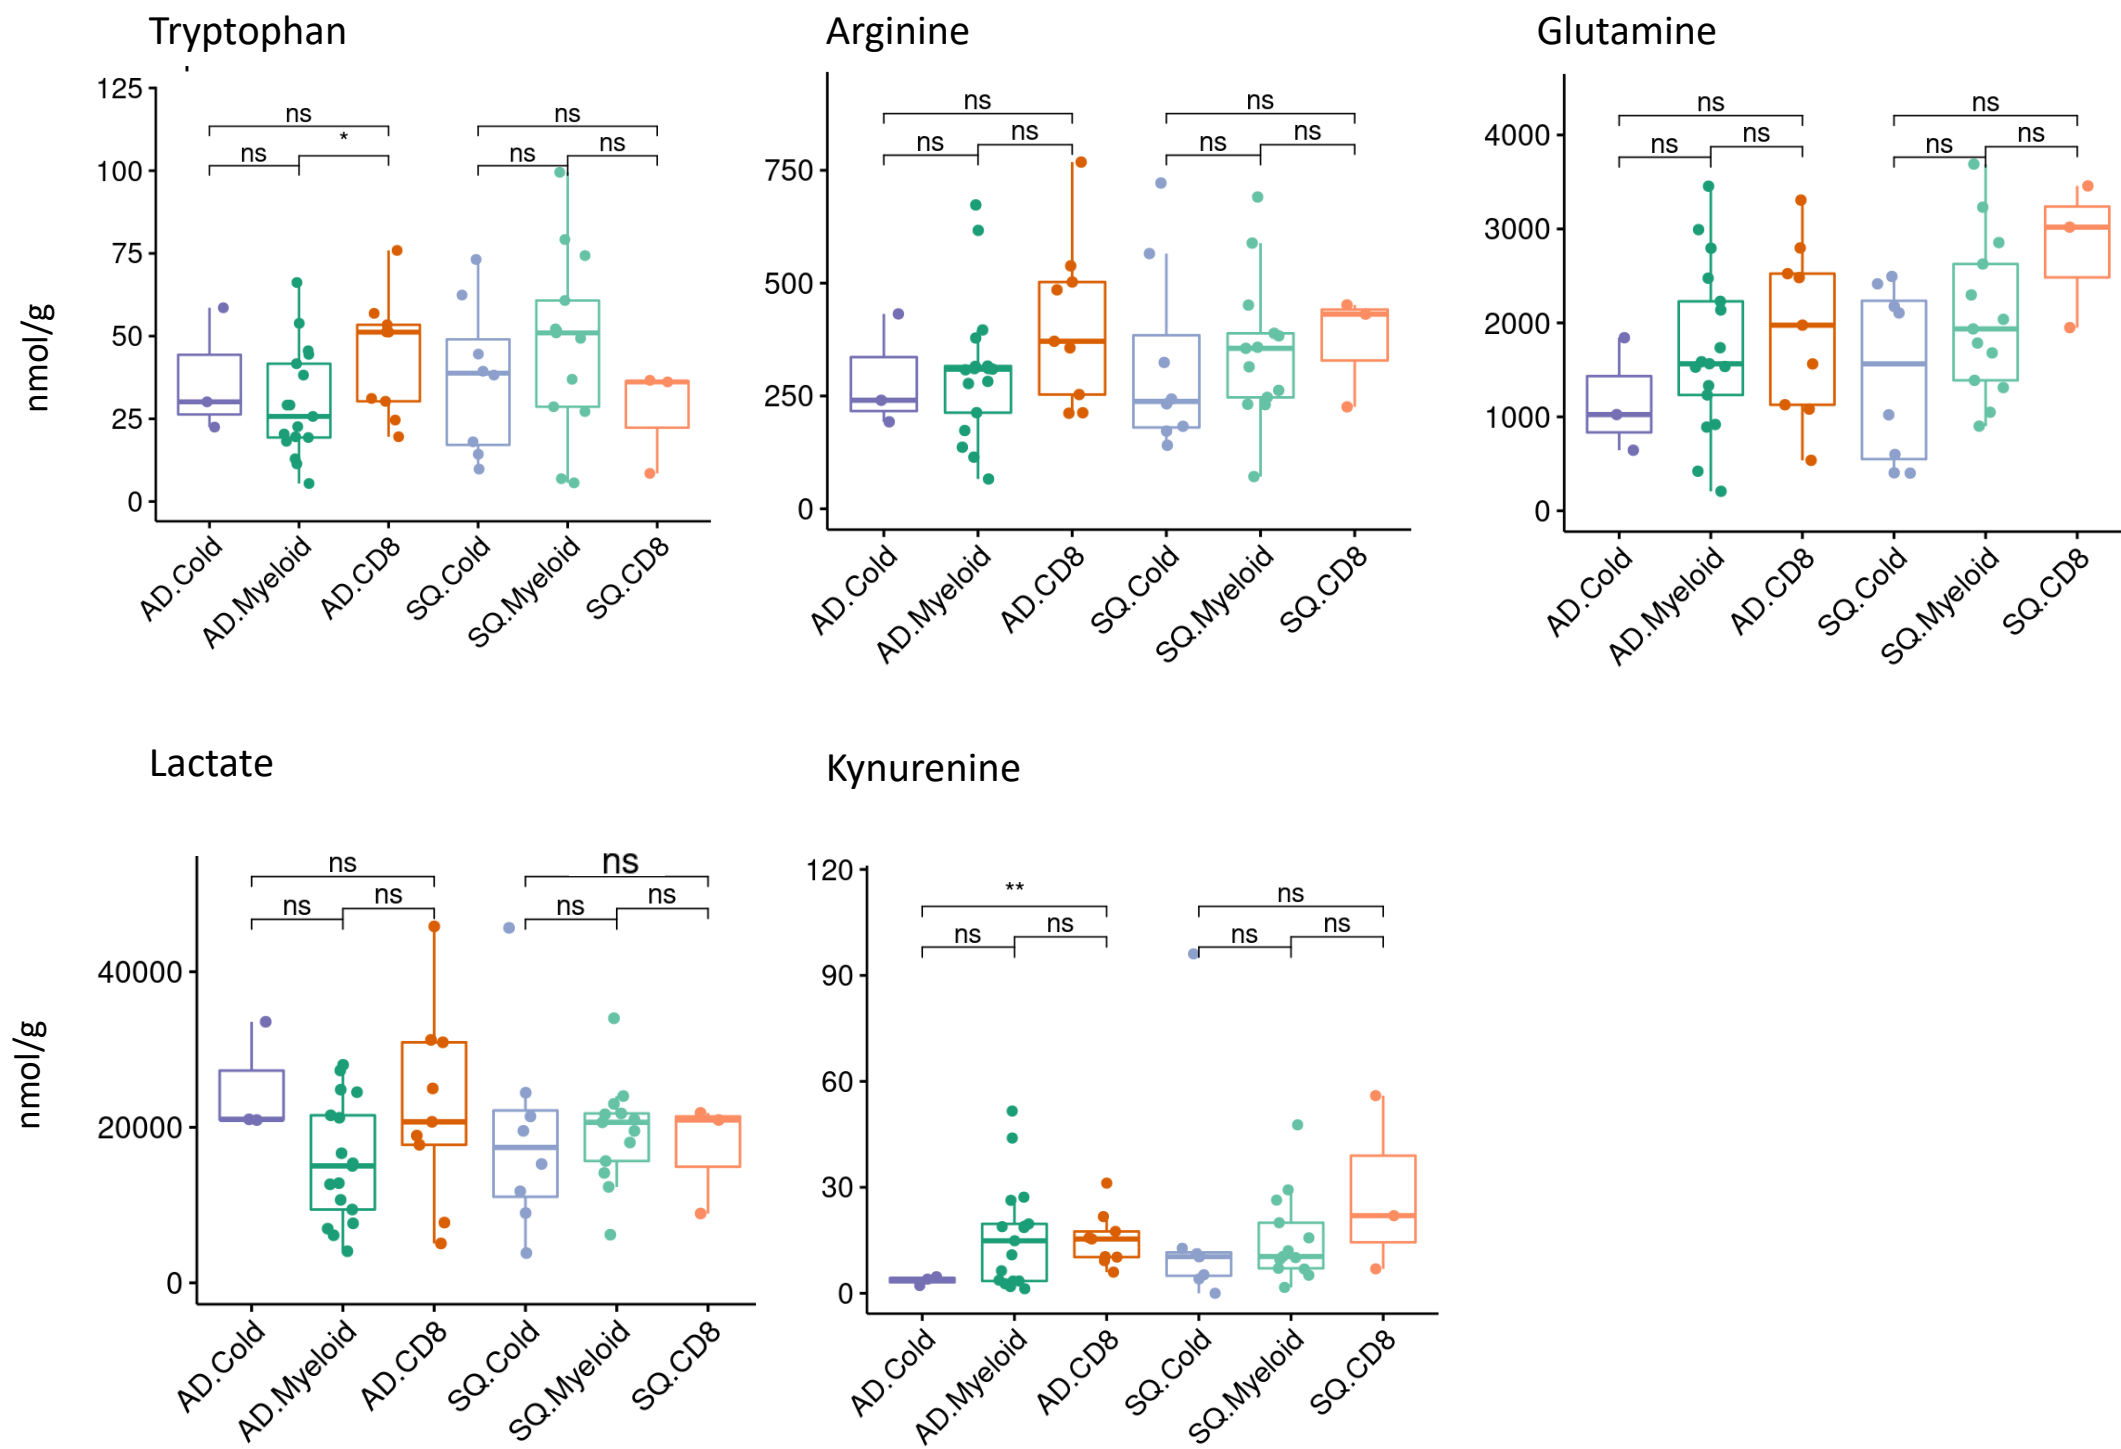 Tryptophan
nmol/g
125
100
75
50
25
0
ns
*
ns
ns
ns
ns
AD.Cold
AD.Myeloid
AD.CD8
SQ.Cold
SQ.Myeloid
SQ.CD8
Arginine
750
500
250
0
ns
ns
ns
ns
ns
ns
AD.Cold
AD.Myeloid
AD.CD8
SQ.Cold
SQ.Myeloid
SQ.CD8
Glutamine
4000
3000
2000
1000
0
ns
ns
ns
ns
ns
ns
AD.Cold
AD.Myeloid
AD.CD8
SQ.Cold
SQ.Myeloid
SQ.CD8
Lactate
nmol/g
40000
20000
0
ns
ns
ns
ns
ns
ns
AD.Cold
AD.Myeloid
AD.CD8
SQ.Cold
SQ.Myeloid
SQ.CD8
Kynurenine
120
90
60
30
0
**
ns
ns
ns
ns
ns
AD.Cold
AD.Myeloid
AD.CD8
SQ.Cold
SQ.Myeloid
SQ.CD8